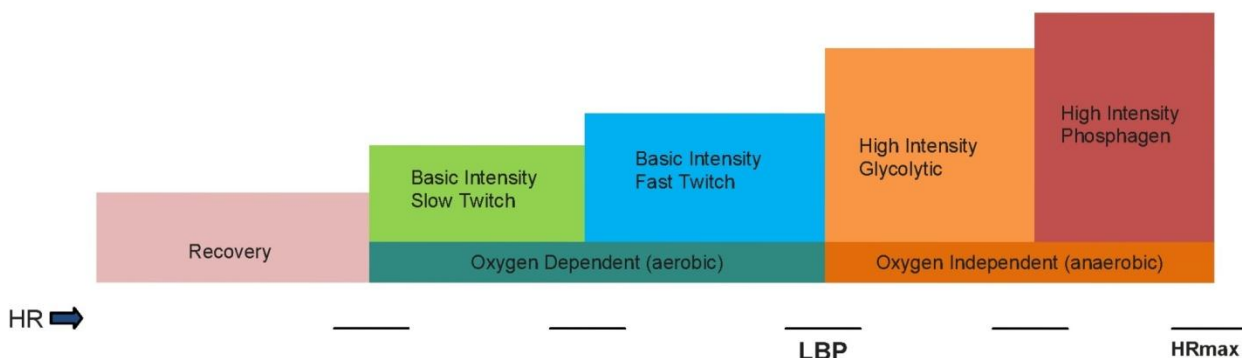 High Intensity
Phosphagen
High Intensity
Glycolytic
Basic Intensity
Fast Twitch
Basic Intensity
Slow Twitch
Recovery
Oxygen Dependent (aerobic)
Oxygen Independent (anaerobic)
HR
LBP
HRmax